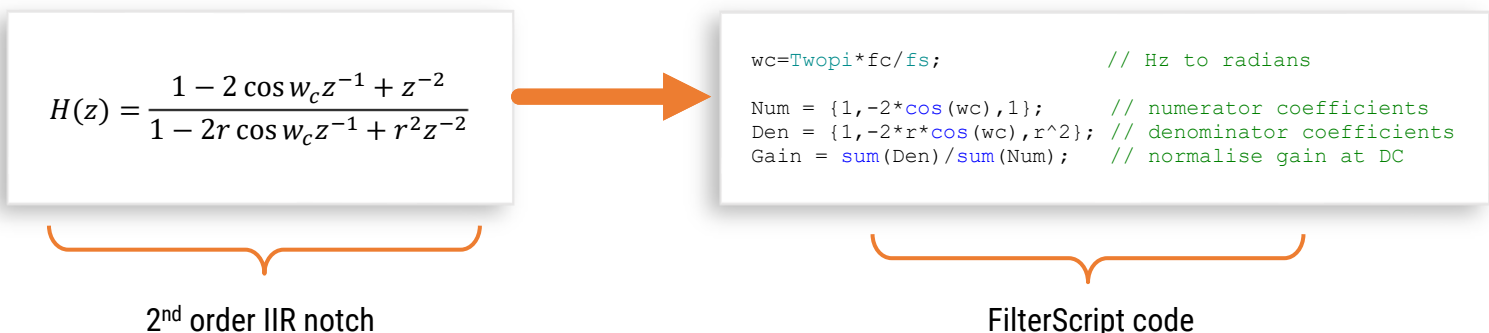 H(z) = (1 − 2 cos w_c z⁻¹ + z⁻²) / (1 − 2r cos w_c z⁻¹ + r² z⁻²)
wc=Twopi*fc/fs; // Hz to radians
Num = {1,-2*cos(wc),1}; // numerator coefficients
Den = {1,-2*r*cos(wc),r^2}; // denominator coefficients
Gain = sum(Den)/sum(Num); // normalise gain at DC
2nd order IIR notch
FilterScript code